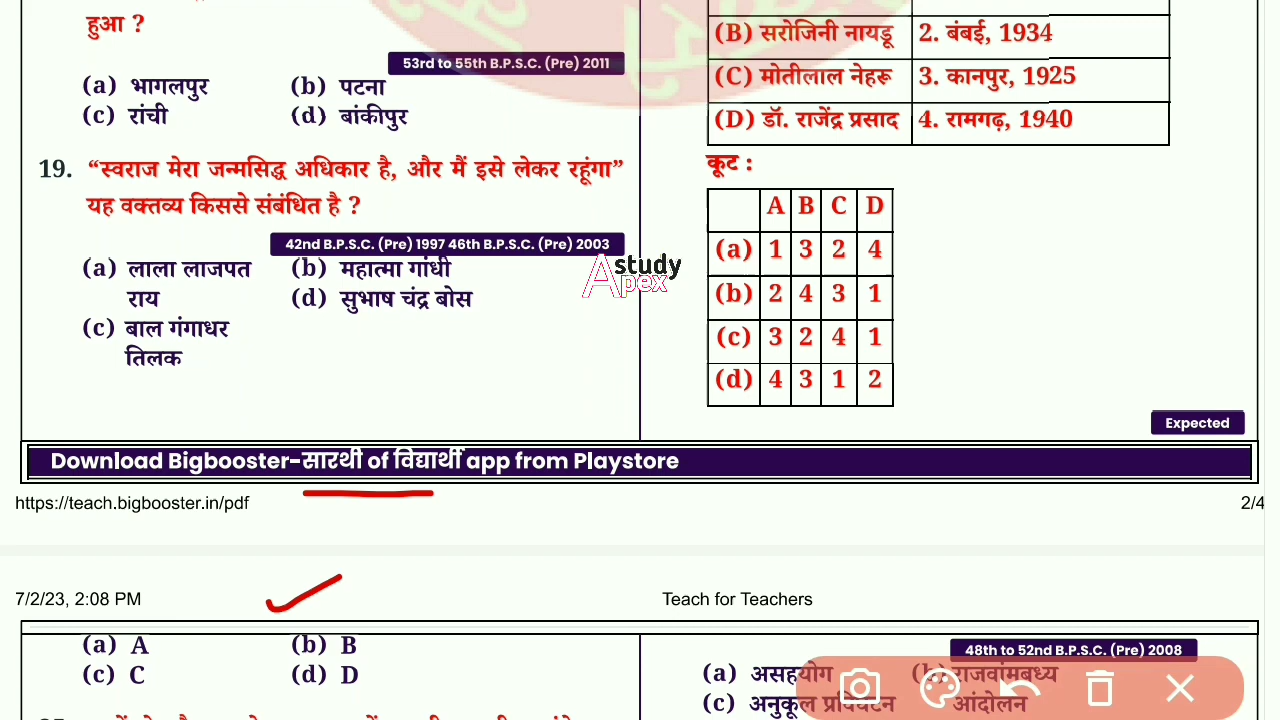 हुआ ?
53rd to 55th B.P.S.C. (Pre) 2011
(a) भागलपुर (b) पटना
(c) रांची (d) बांकीपुर
19. “स्वराज मेरा जन्मसिद्ध अधिकार है, और मैं इसे लेकर रहूंगा”
यह वक्तव्य किससे संबंधित है ?
42nd B.P.S.C. (Pre) 1997 46th B.P.S.C. (Pre) 2003
(a) लाला लाजपत (b) महात्मा गांधी
राय (d) सुभाष चंद्र बोस
(c) बाल गंगाधर
तिलक
(B) सरोजिनी नायडू 2. बंबई, 1934
(C) मोतीलाल नेहरू 3. कानपुर, 1925
(D) डॉ. राजेंद्र प्रसाद 4. रामगढ़, 1940
कूट :
A B C D
(a) 1 3 2 4
(b) 2 4 3 1
(c) 3 2 4 1
(d) 4 3 1 2
Expected
study
Apex
Download Bigbooster-सारथी of विद्यार्थी app from Playstore
https://teach.bigbooster.in/pdf 2/4
7/2/23, 2:08 PM Teach for Teachers
(a) A (b) B
(c) C (d) D
48th to 52nd B.P.S.C. (Pre) 2008
(a) असहयोग (b) राजवांमबध्य
(c) अनुकूल प्रविघटन आंदोलन